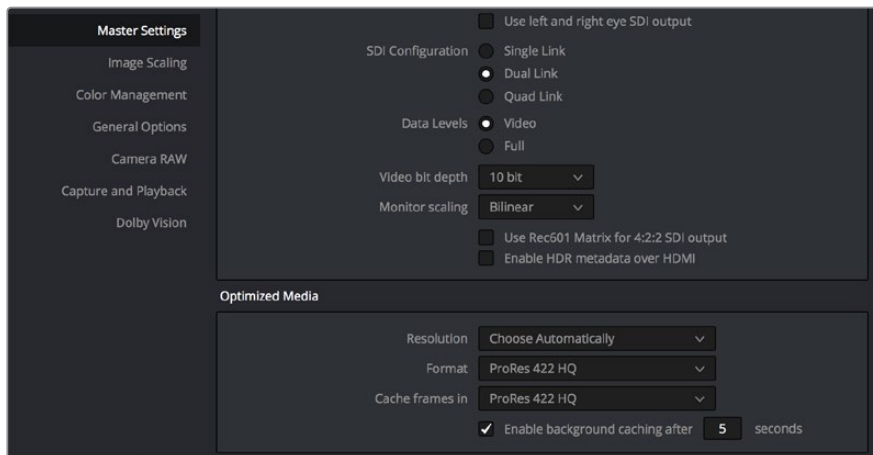 Master Settings
Image Scaling
Color Management
General Options
Camera RAW
Capture and Playback
Dolby Vision
Use left and right eye SDI output
SDI Configuration Single Link
Dual Link
Quad Link
Data Levels Video
Full
Video bit depth 10 bit
Monitor scaling Bilinear
Use Rec601 Matrix for 4:2:2 SDI output
Enable HDR metadata over HDMI
Optimized Media
Resolution Choose Automatically
Format ProRes 422 HQ
Cache frames in ProRes 422 HQ
Enable background caching after 5 seconds